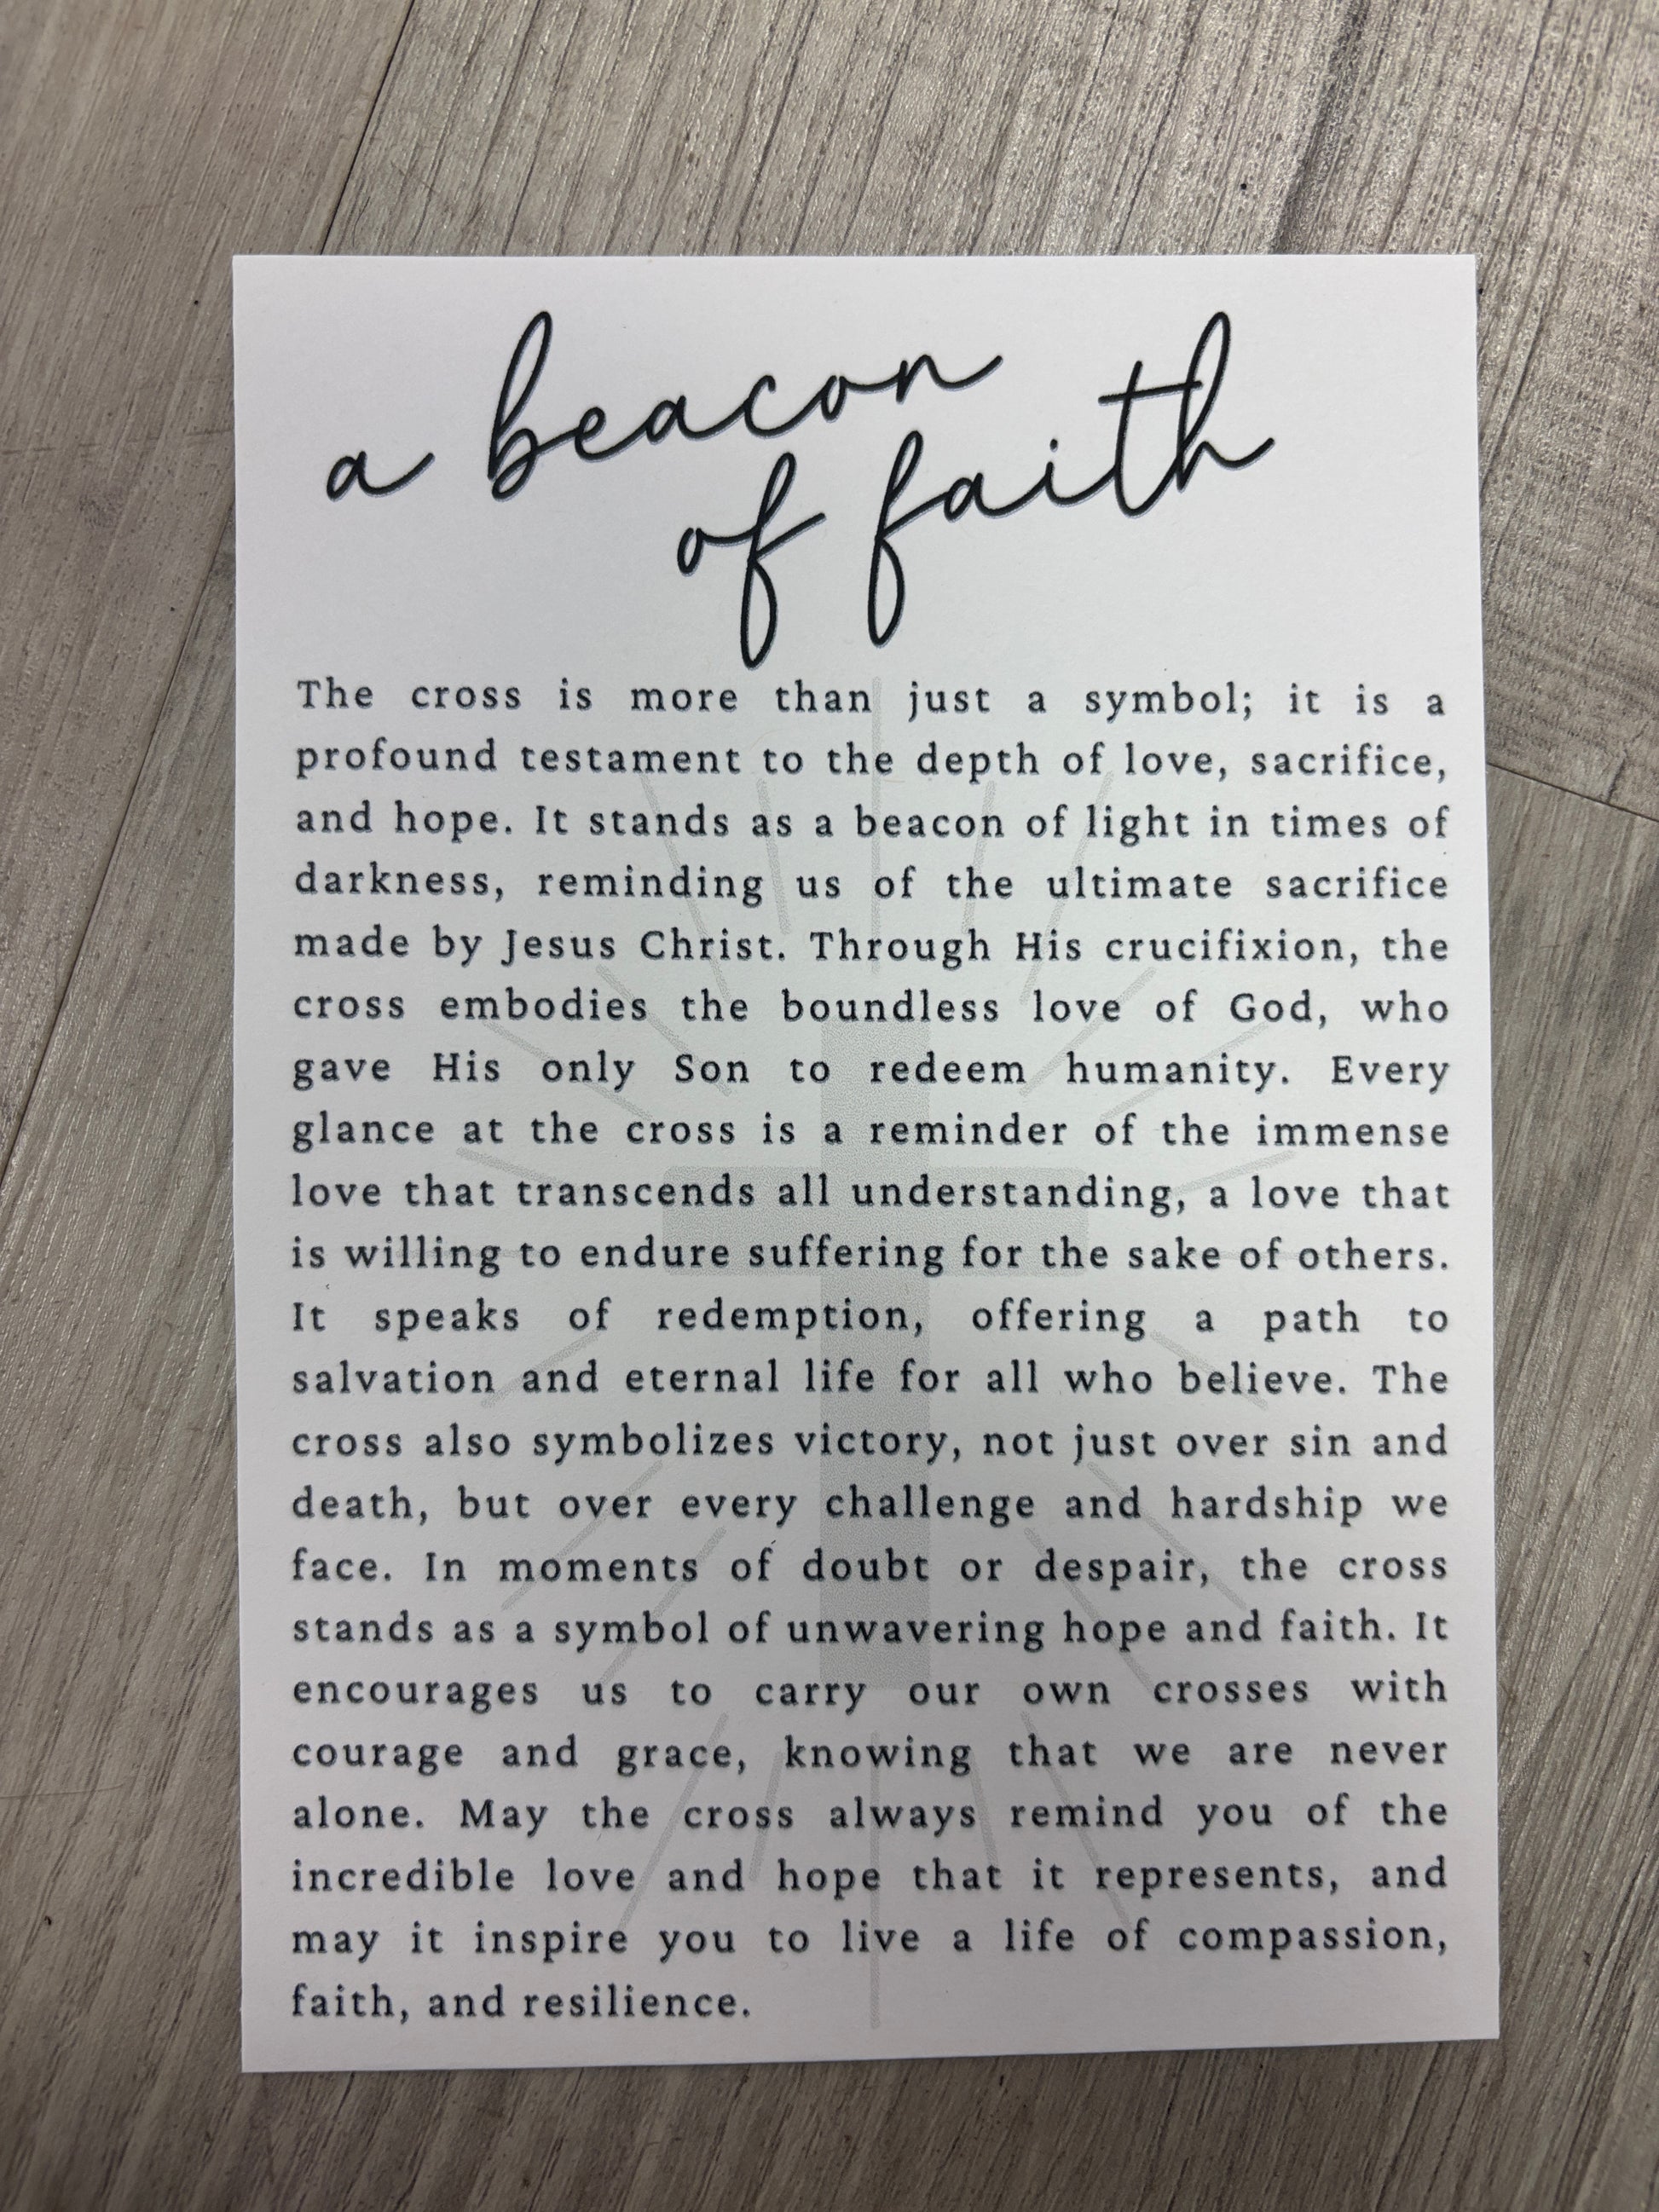 a beacon
of faith
The cross is more than just a symbol; it is a
profound testament to the depth of love, sacrifice,
and hope. It stands as a beacon of light in times of
darkness, reminding us of the ultimate sacrifice
made by Jesus Christ. Through His crucifixion, the
cross embodies the boundless love of God, who
gave His only Son to redeem humanity. Every
glance at the cross is a reminder of the immense
love that transcends all understanding, a love that
is willing to endure suffering for the sake of others.
It speaks of redemption, offering a path to
salvation and eternal life for all who believe. The
cross also symbolizes victory, not just over sin and
death, but over every challenge and hardship we
face. In moments of doubt or despair, the cross
stands as a symbol of unwavering hope and faith. It
encourages us to carry our own crosses with
courage and grace, knowing that we are never
alone. May the cross always remind you of the
incredible love and hope that it represents, and
may it inspire you to live a life of compassion,
faith, and resilience.